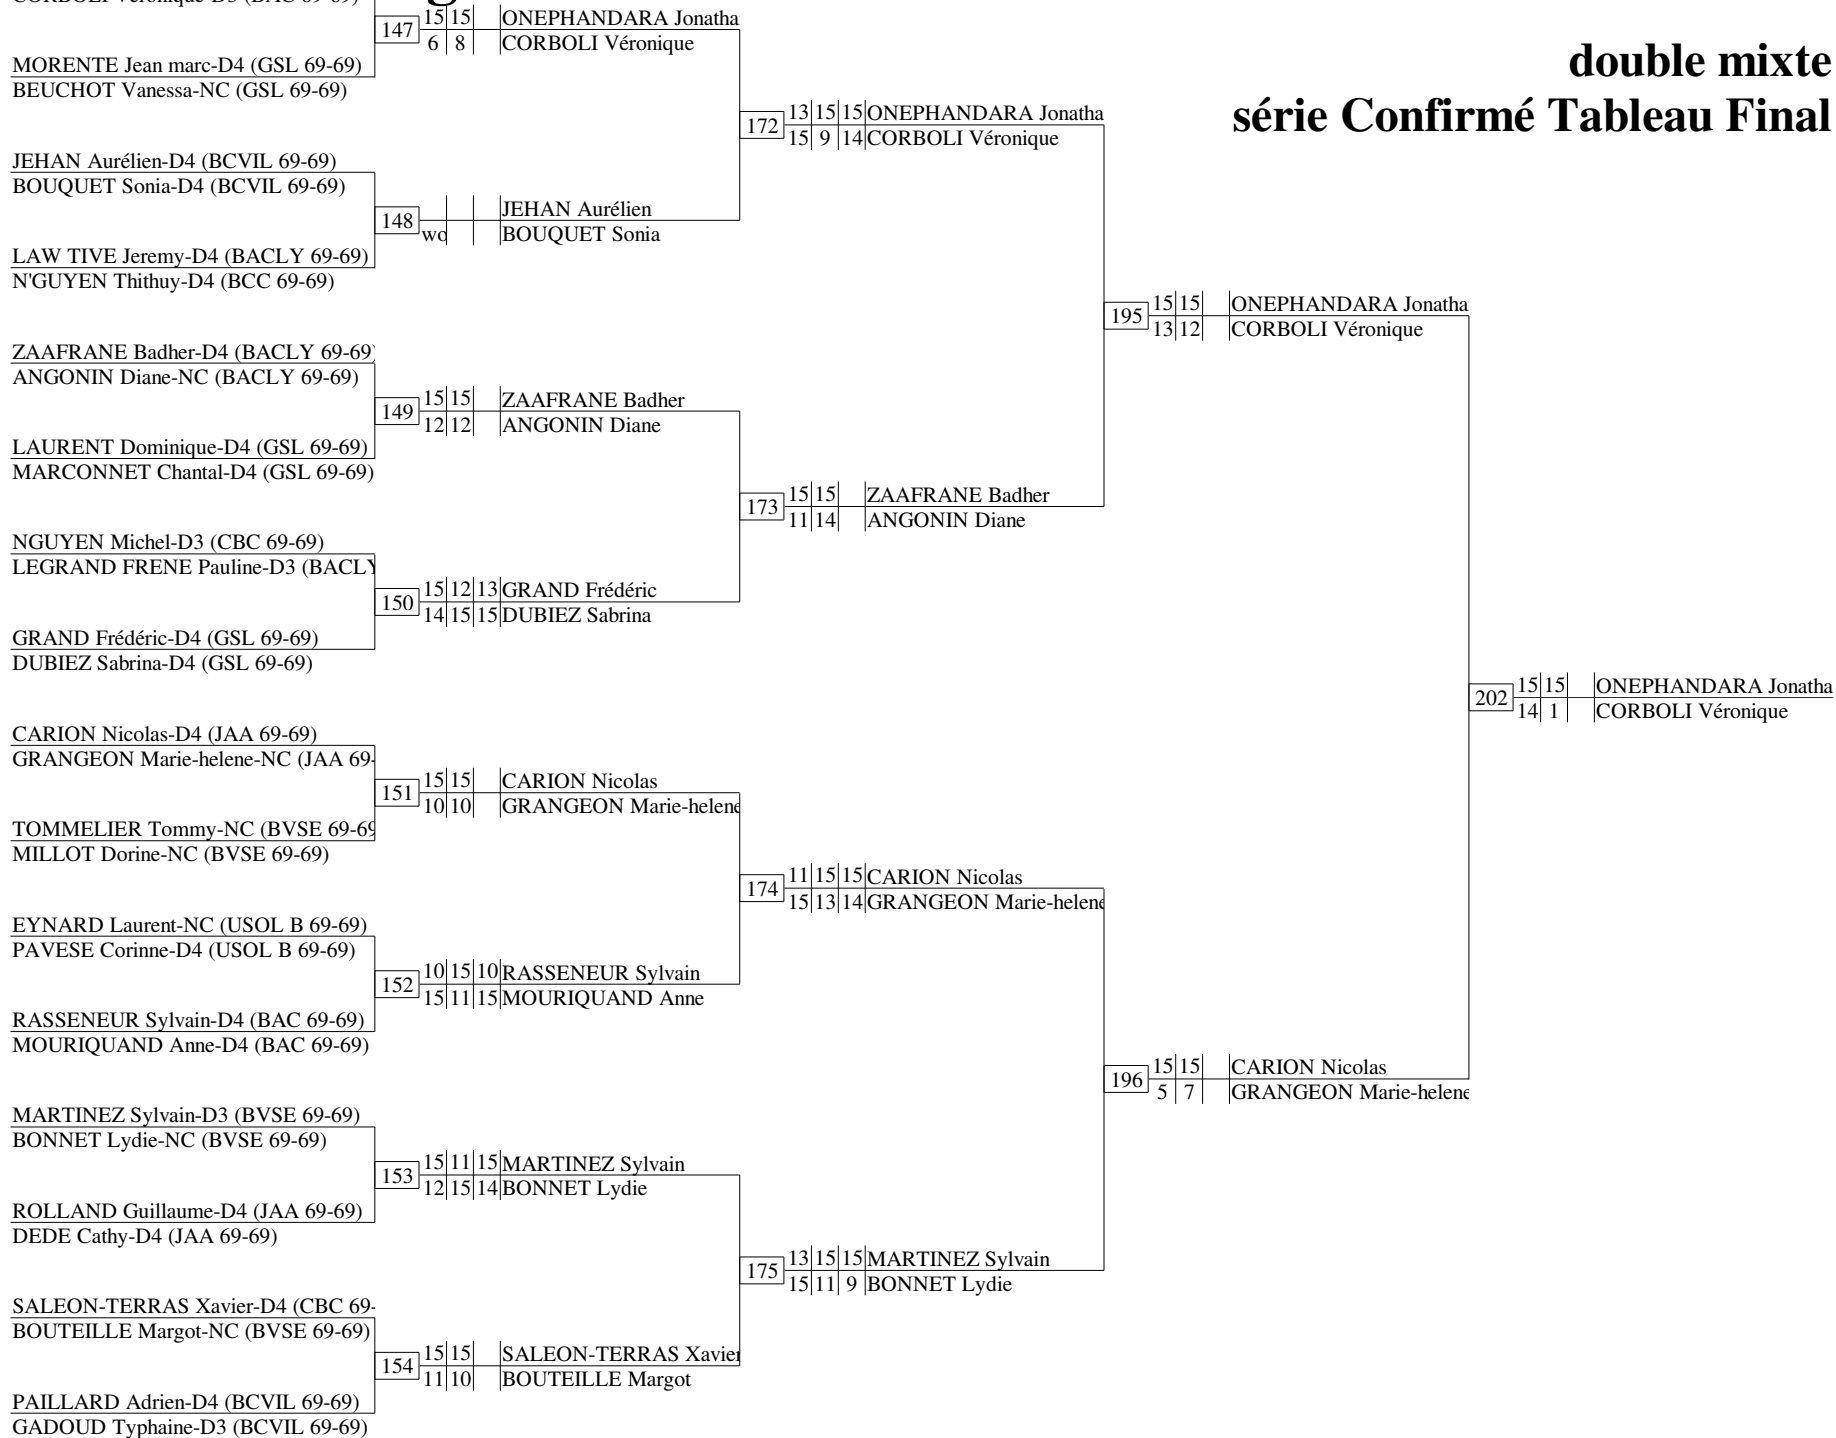 double mixte
série Confirmé Tableau Final
MORENTE Jean marc-D4 (GSL 69-69)
BEUCHOT Vanessa-NC (GSL 69-69)
JEHAN Aurélien-D4 (BCVIL 69-69)
BOUQUET Sonia-D4 (BCVIL 69-69)
LAW TIVE Jeremy-D4 (BACLY 69-69)
N'GUYEN Thithuy-D4 (BCC 69-69)
ZAAFRANE Badher-D4 (BACLY 69-69)
ANGONIN Diane-NC (BACLY 69-69)
LAURENT Dominique-D4 (GSL 69-69)
MARCONNET Chantal-D4 (GSL 69-69)
NGUYEN Michel-D3 (CBC 69-69)
LEGRAND FRENE Pauline-D3 (BACLY
GRAND Frédéric-D4 (GSL 69-69)
DUBIEZ Sabrina-D4 (GSL 69-69)
CARION Nicolas-D4 (JAA 69-69)
GRANGEON Marie-helene-NC (JAA 69-
TOMMELIER Tommy-NC (BVSE 69-69
MILLOT Dorine-NC (BVSE 69-69)
EYNARD Laurent-NC (USOL B 69-69)
PAVESE Corinne-D4 (USOL B 69-69)
RASSENEUR Sylvain-D4 (BAC 69-69)
MOURIQUAND Anne-D4 (BAC 69-69)
MARTINEZ Sylvain-D3 (BVSE 69-69)
BONNET Lydie-NC (BVSE 69-69)
ROLLAND Guillaume-D4 (JAA 69-69)
DEDE Cathy-D4 (JAA 69-69)
SALEON-TERRAS Xavier-D4 (CBC 69-
BOUTEILLE Margot-NC (BVSE 69-69)
PAILLARD Adrien-D4 (BCVIL 69-69)
GADOUD Typhaine-D3 (BCVIL 69-69)
147
15 15 ONEPHANDARA Jonatha
6 8 CORBOLI Véronique
148
JEHAN Aurélien
wo BOUQUET Sonia
149
15 15 ZAAFRANE Badher
12 12 ANGONIN Diane
150
15 12 13 GRAND Frédéric
14 15 15 DUBIEZ Sabrina
151
15 15 CARION Nicolas
10 10 GRANGEON Marie-helene
152
10 15 10 RASSENEUR Sylvain
15 11 15 MOURIQUAND Anne
153
15 11 15 MARTINEZ Sylvain
12 15 14 BONNET Lydie
154
15 15 SALEON-TERRAS Xavier
11 10 BOUTEILLE Margot
172
13 15 15 ONEPHANDARA Jonatha
15 9 14 CORBOLI Véronique
173
15 15 ZAAFRANE Badher
11 14 ANGONIN Diane
174
11 15 15 CARION Nicolas
15 13 14 GRANGEON Marie-helene
175
13 15 15 MARTINEZ Sylvain
15 11 9 BONNET Lydie
195
15 15 ONEPHANDARA Jonatha
13 12 CORBOLI Véronique
196
15 15 CARION Nicolas
5 7 GRANGEON Marie-helene
202
15 15 ONEPHANDARA Jonatha
14 1 CORBOLI Véronique